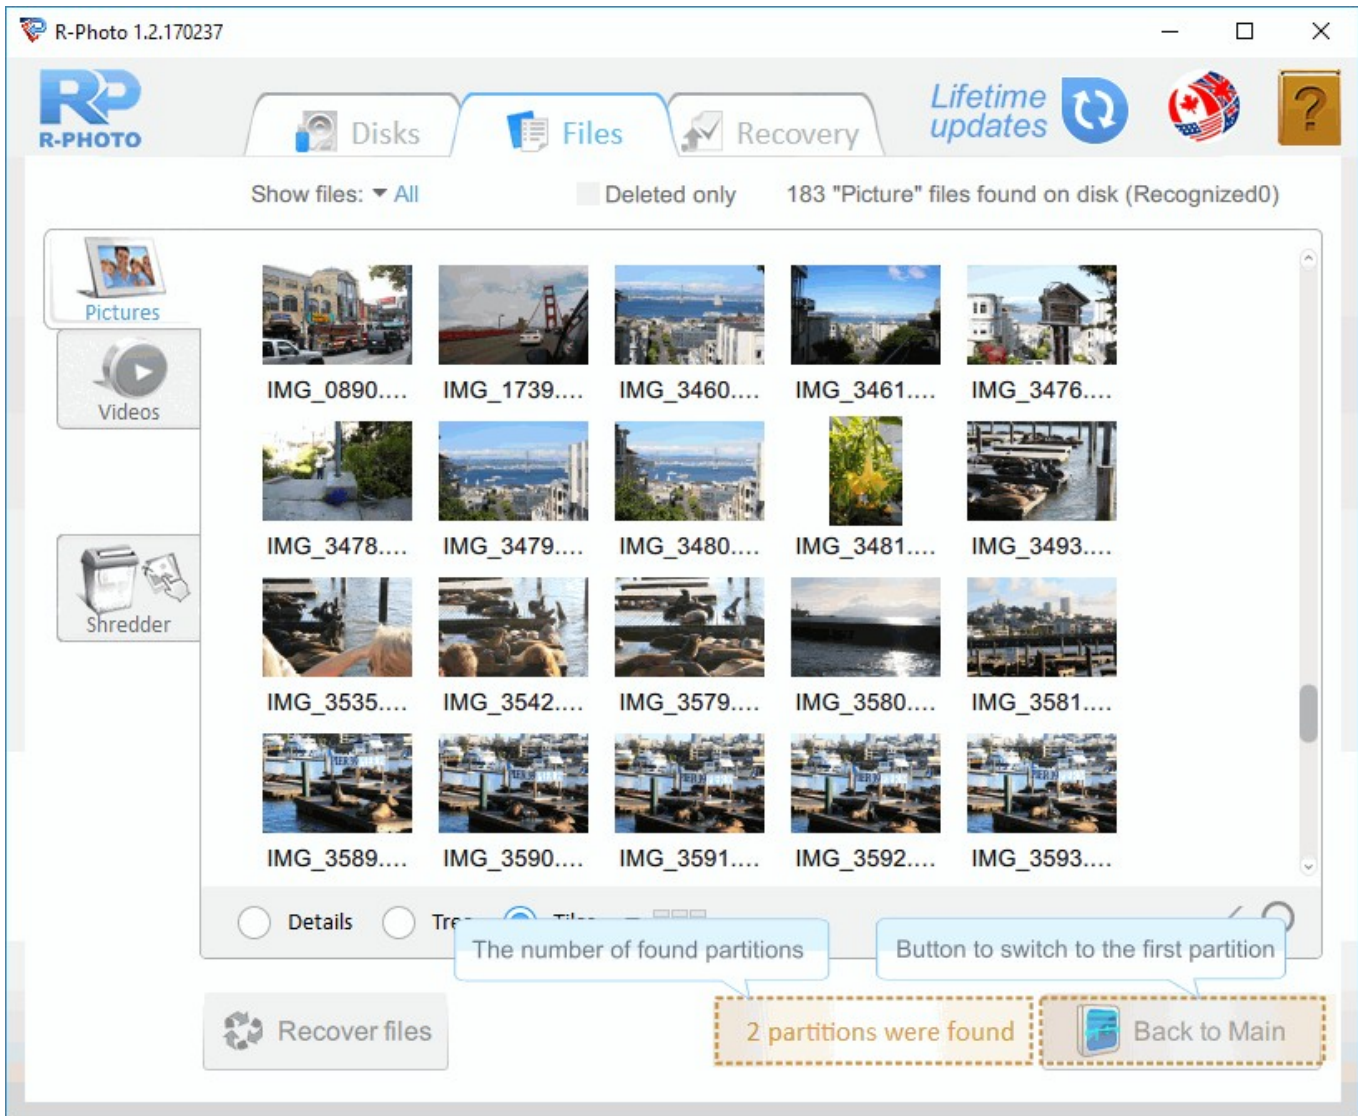 R-Photo 1.2.170237
R-PHOTO
Disks
Files
Recovery
Lifetime
updates
?
Show files: All
Deleted only
183 "Picture" files found on disk (Recognized0)
Pictures
Videos
Shredder
IMG_0890.... IMG_1739.... IMG_3460.... IMG_3461.... IMG_3476....
IMG_3478.... IMG_3479.... IMG_3480.... IMG_3481.... IMG_3493....
IMG_3535.... IMG_3542.... IMG_3579.... IMG_3580.... IMG_3581....
IMG_3589.... IMG_3590.... IMG_3591.... IMG_3592.... IMG_3593....
Details
The number of found partitions
Button to switch to the first partition
Recover files
2 partitions were found
Back to Main